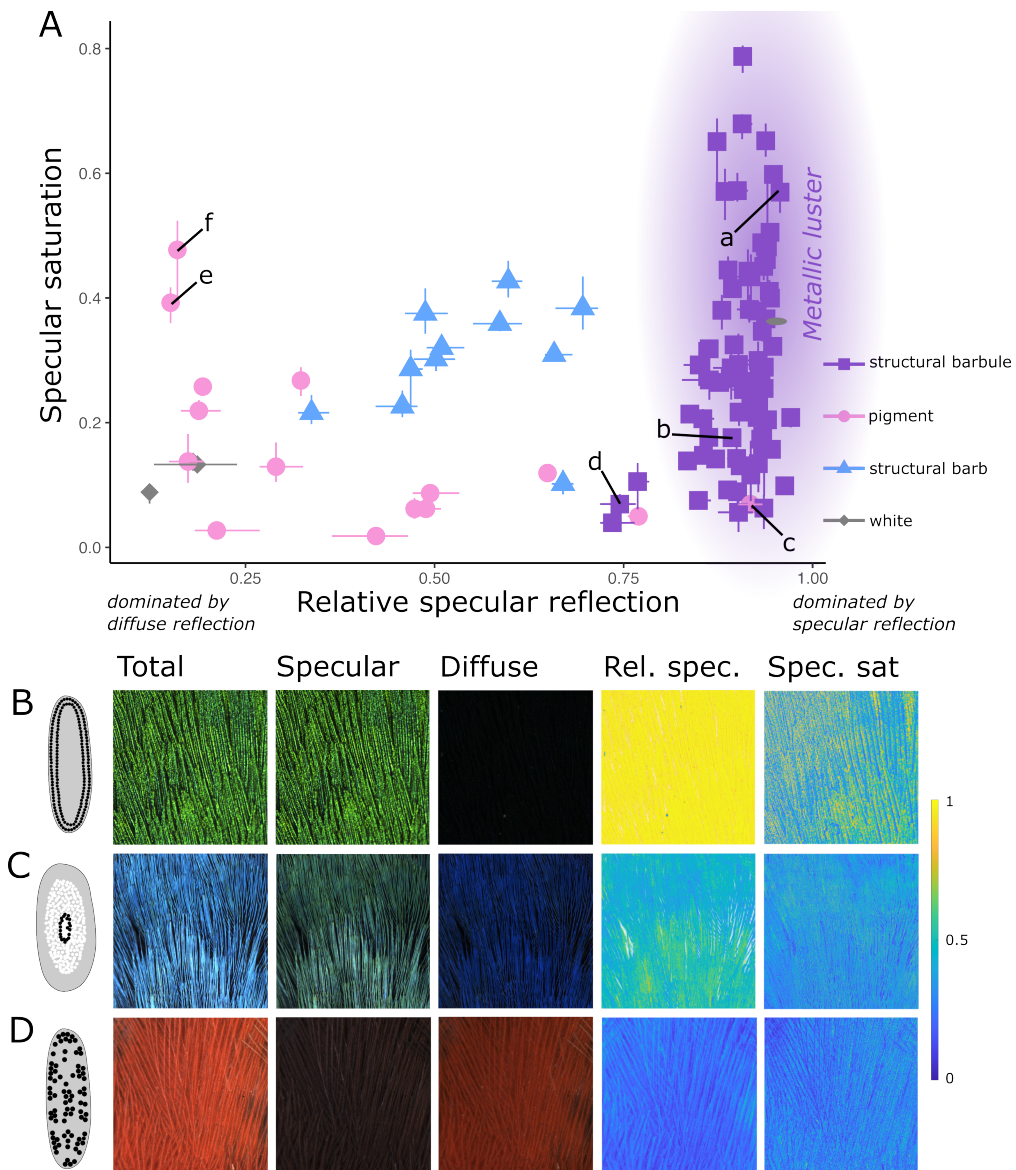 A
Specular saturation
0.8
0.6
0.4
0.2
0.0
f
e
a
b
d
c
Metallic luster
structural barbule
pigment
structural barb
white
0.25
0.50
0.75
1.00
dominated by
diffuse reflection
Relative specular reflection
dominated by
specular reflection
Total
Specular
Diffuse
Rel. spec.
Spec. sat
B
C
D
1
0.5
0